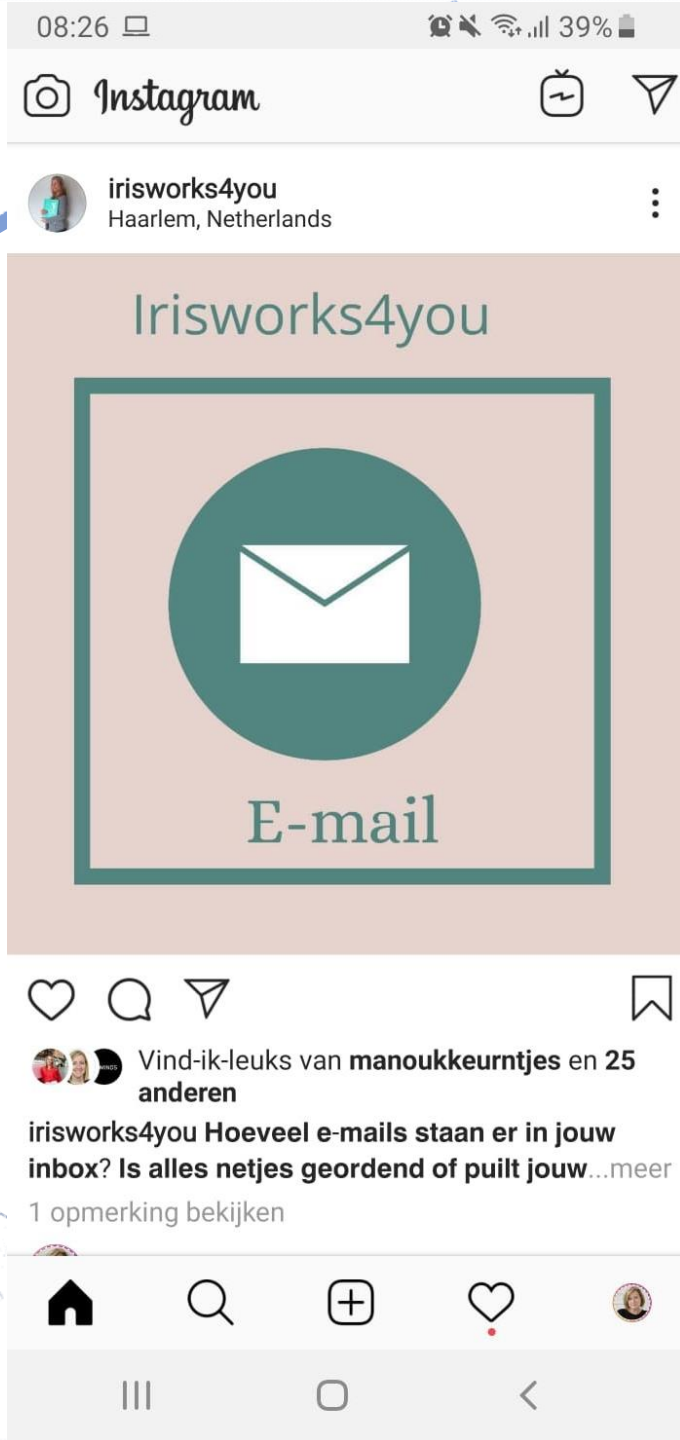 08:26 39%
Instagram
irisworks4you
Haarlem, Netherlands
Irisworks4you
E-mail
Vind-ik-leuks van manoukkeurntjes en 25
anderen
irisworks4you Hoeveel e-mails staan er in jouw
inbox? Is alles netjes geordend of puilt jouw...meer
1 opmerking bekijken